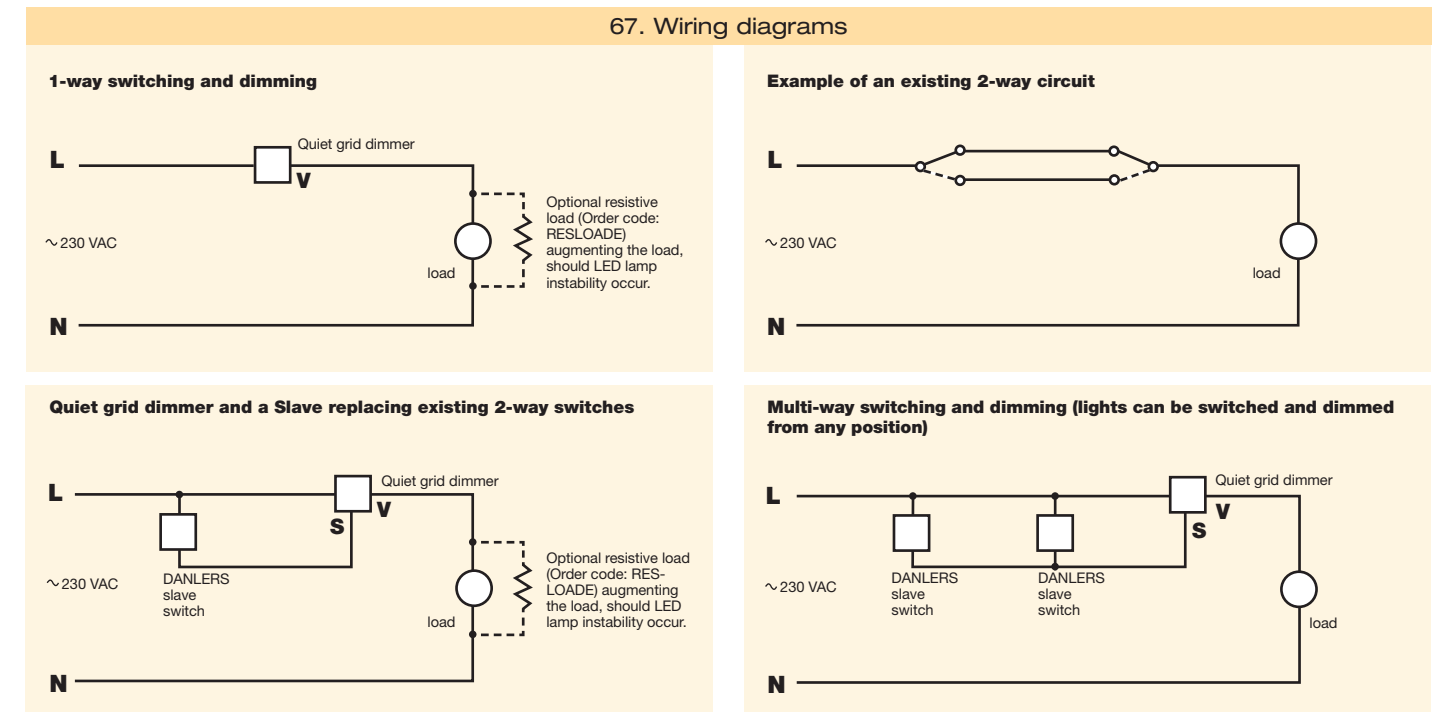 67. Wiring diagrams
1-way switching and dimming
Quiet grid dimmer
L
V
Optional resistive
load (Order code:
RESLOADE)
augmenting the load,
should LED lamp
instability occur.
~230 VAC
load
N
Example of an existing 2-way circuit
L
~230 VAC
load
N
Quiet grid dimmer and a Slave replacing existing 2-way switches
Quiet grid dimmer
L
V
S
Optional resistive load
(Order code: RES-
LOADE) augmenting
the load, should LED
lamp instability occur.
~230 VAC
DANLERS
slave
switch
load
N
Multi-way switching and dimming (lights can be switched and dimmed
from any position)
Quiet grid dimmer
L
V
S
~230 VAC
DANLERS
slave
switch
DANLERS
slave
switch
load
N